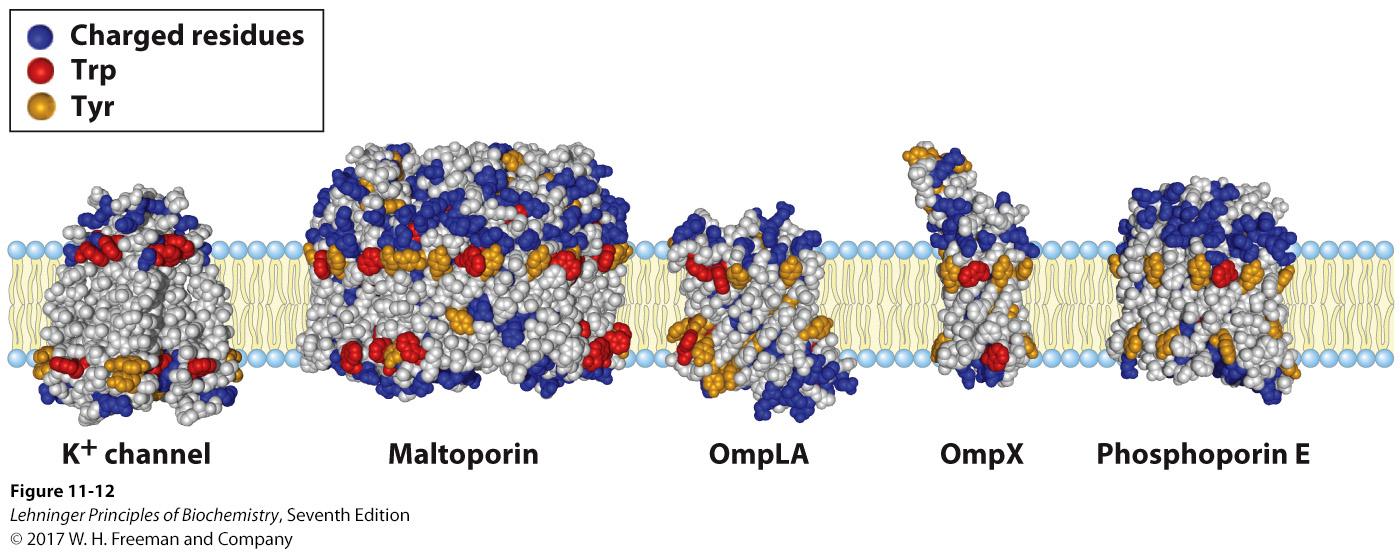 Charged residues
Trp
Tyr
K+ channel
Maltoporin
OmpLA
OmpX
Phosphoporin E
Figure 11-12
Lehninger Principles of Biochemistry, Seventh Edition
© 2017 W. H. Freeman and Company